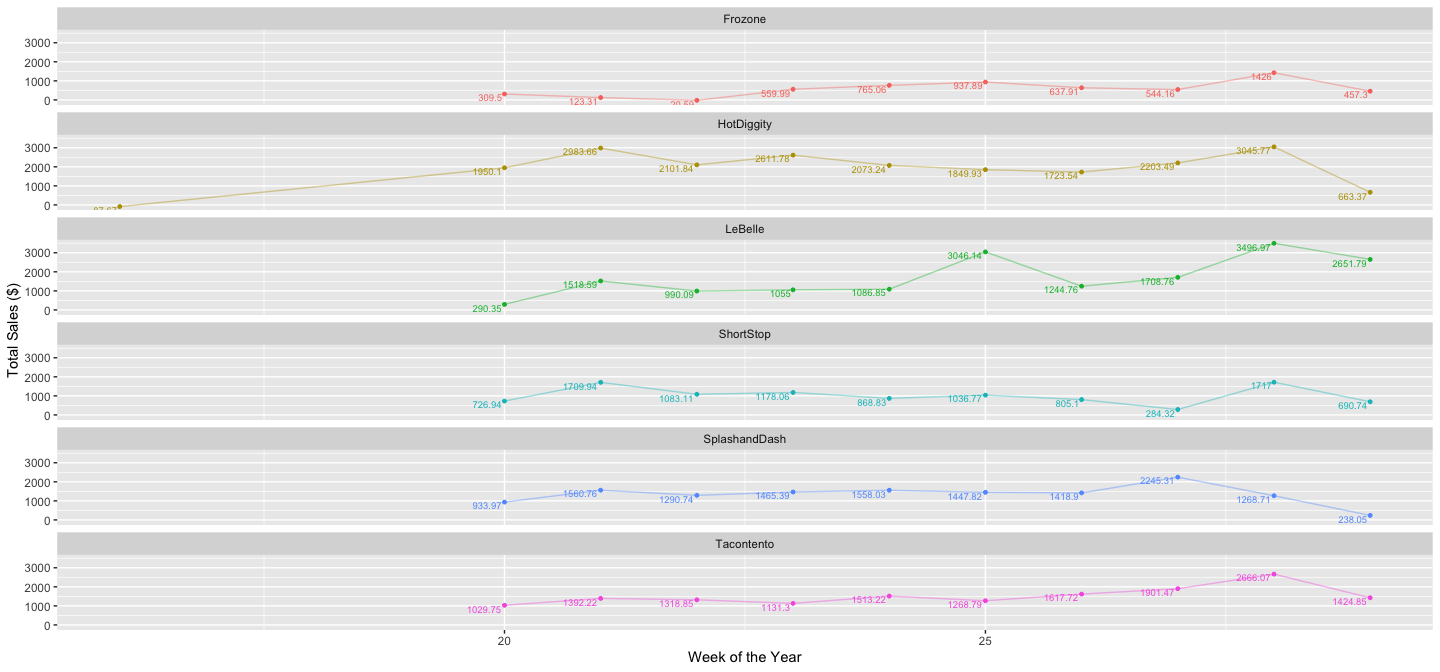 Frozone
3000
2000
1000
0
309.5 123.31 559.99 765.06 937.89 637.91 544.16 1426 457.3
HotDiggity
3000
2000
1000
0
1950.1 2983.66 2101.84 2611.78 2073.24 1849.93 1723.54 2203.49 3045.77 663.37
LeBelle
3000
2000
1000
0
290.35 1518.59 990.09 1055 1086.85 3046.14 1244.76 1708.76 3496.97 2651.79
ShortStop
3000
2000
1000
0
726.94 1709.94 1083.11 1178.06 868.83 1036.77 805.1 284.32 1717 690.74
SplashandDash
3000
2000
1000
0
933.97 1560.76 1290.74 1465.39 1558.03 1447.82 1418.9 2245.31 1268.71 238.05
Tacontento
3000
2000
1000
0
1029.75 1392.22 1318.85 1131.3 1513.22 1268.79 1617.72 1901.47 2666.07 1424.85
20 25
Week of the Year
Total Sales ($)